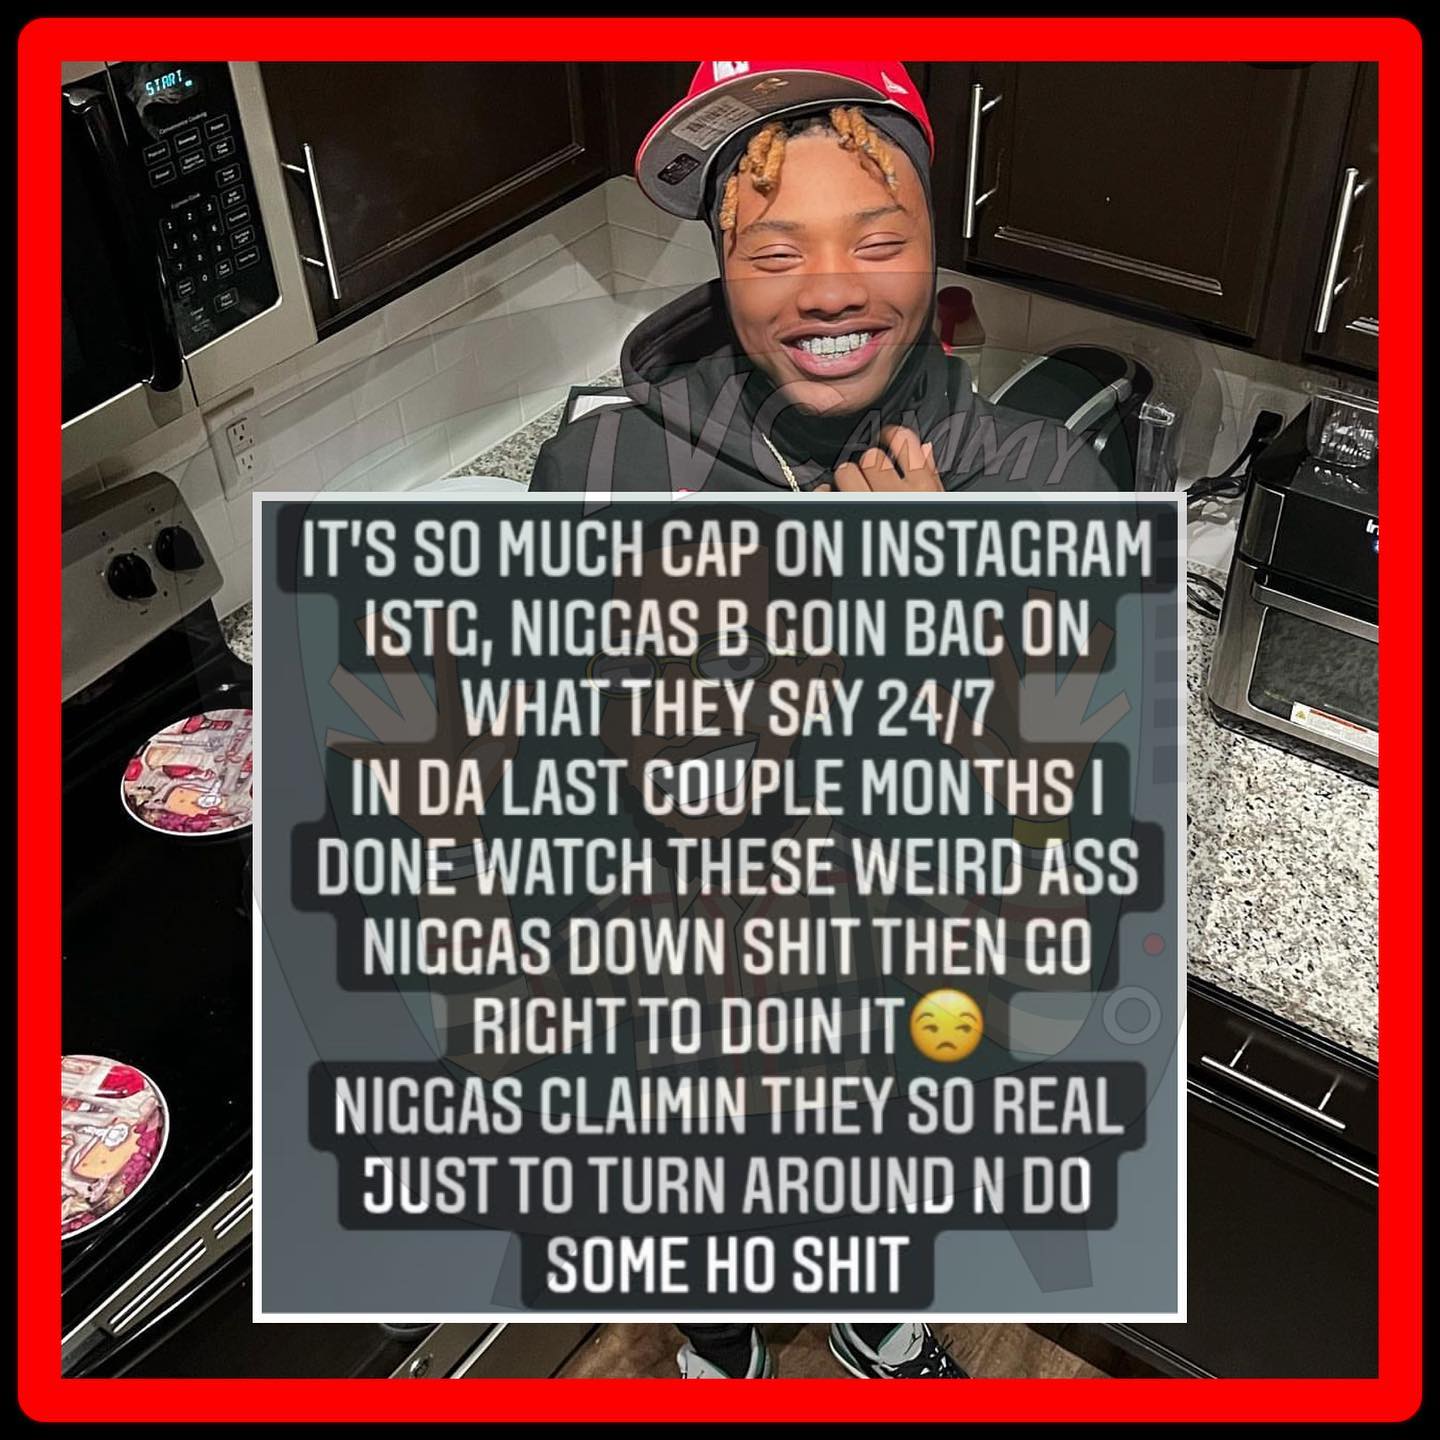 START
TVCAMMY
IT'S SO MUCH CAP ON INSTAGRAM
ISTG, NIGGAS B GOIN BAC ON
WHAT THEY SAY 24/7
IN DA LAST COUPLE MONTHS I
DONE WATCH THESE WEIRD ASS
NIGGAS DOWN SHIT THEN GO
RIGHT TO DOIN IT😒
NIGGAS CLAIMIN THEY SO REAL
JUST TO TURN AROUND N DO
SOME HO SHIT